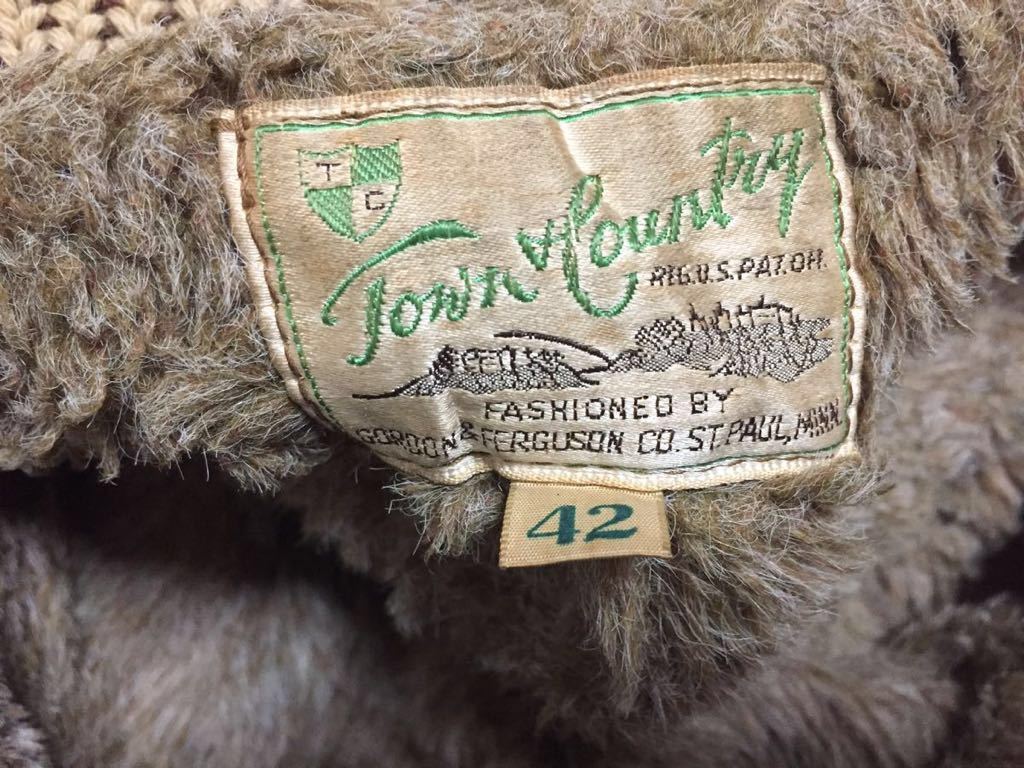 T
C
Town & Country
REG. U.S. PAT. OFF.
FASHIONED BY
GORDON & FERGUSON CO. ST. PAUL, MINN.
42